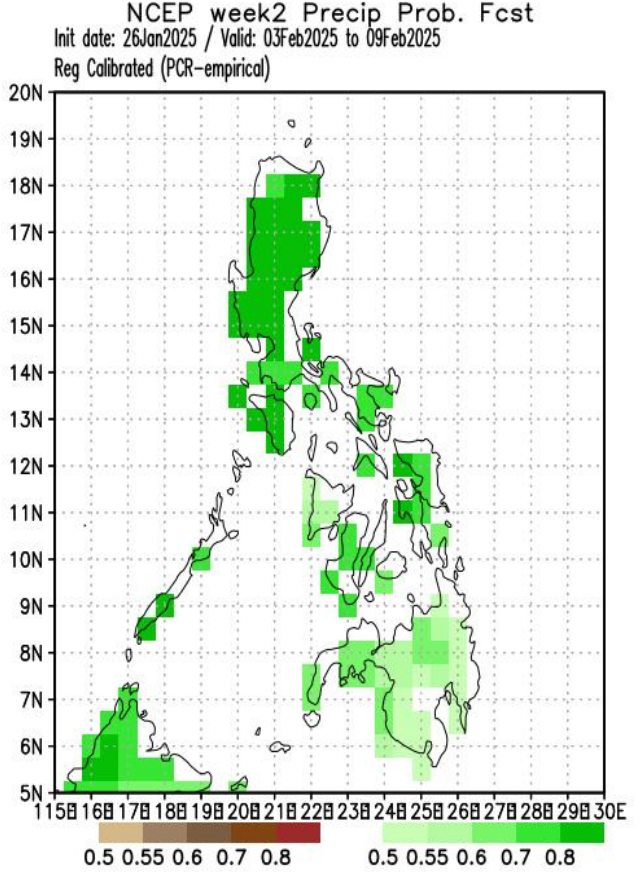 NCEP week2 Precip Prob. Fcst
Init date: 26Jan2025 / Valid: 03Feb2025 to 09Feb2025
Reg Calibrated (PCR-empirical)
20N
19N
18N
17N
16N
15N
14N
13N
12N
11N
10N
9N
8N
7N
6N
5N
115E 116E 117E 118E 119E 120E 121E 122E 123E 124E 125E 126E 127E 128E 129E 130E
0.5 0.55 0.6 0.7 0.8 0.5 0.55 0.6 0.7 0.8